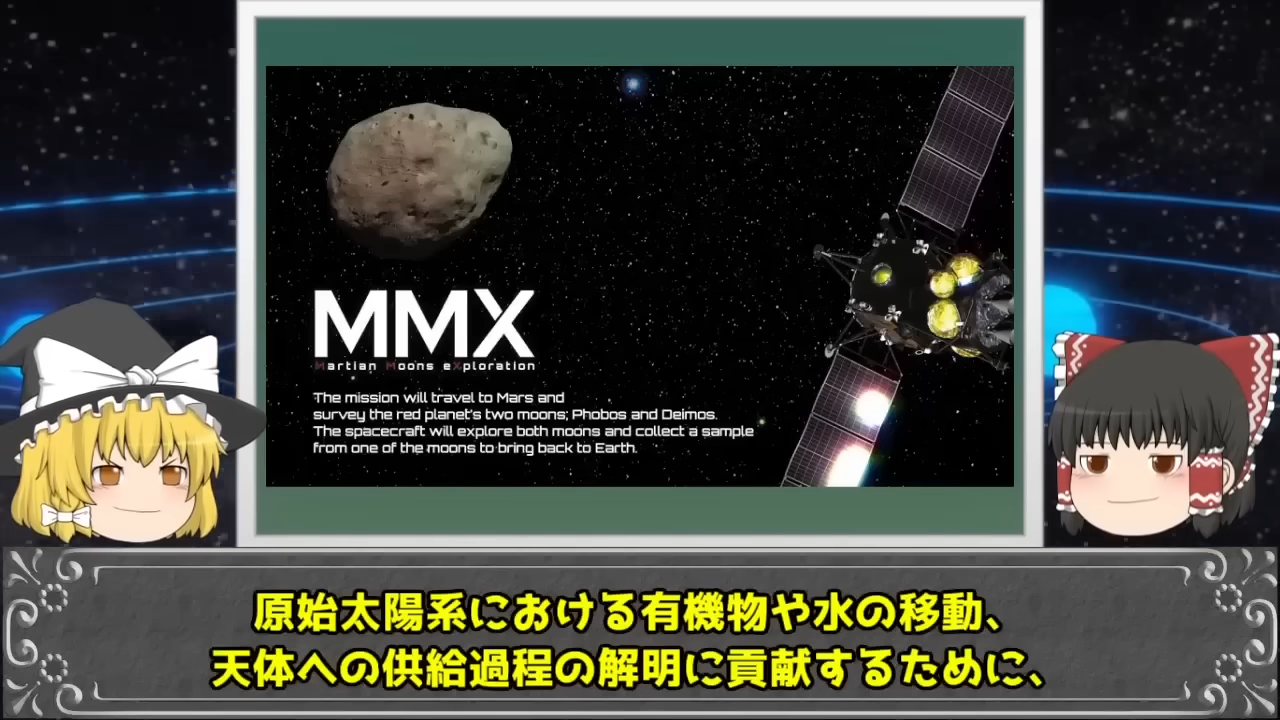 MMX
Martian Moons eXploration
The mission will travel to Mars and
survey the red planet's two moons; Phobos and Deimos.
The spacecraft will explore both moons and collect a sample
from one of the moons to bring back to Earth.
原始太陽系における有機物や水の移動、
天体への供給過程の解明に貢献するために、